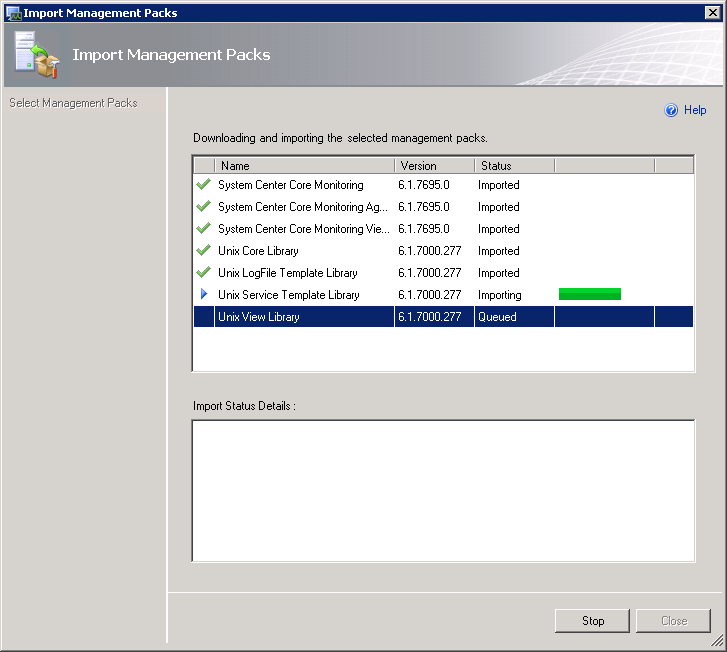 Import Management Packs
Import Management Packs
Select Management Packs
Help
Downloading and importing the selected management packs.
Name Version Status
System Center Core Monitoring 6.1.7695.0 Imported
System Center Core Monitoring Ag... 6.1.7695.0 Imported
System Center Core Monitoring Vie... 6.1.7695.0 Imported
Unix Core Library 6.1.7000.277 Imported
Unix LogFile Template Library 6.1.7000.277 Imported
Unix Service Template Library 6.1.7000.277 Importing
Unix View Library 6.1.7000.277 Queued
Import Status Details :
Stop Close